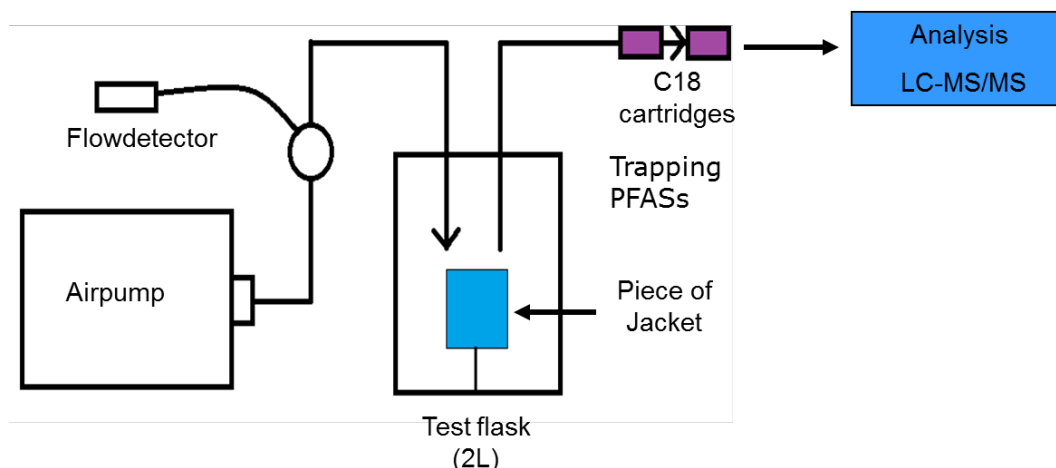 Analysis
LC-MS/MS
C18
cartridges
Flowdetector
Trapping
PFASs
Airpump
Piece of
Jacket
Test flask
(2L)